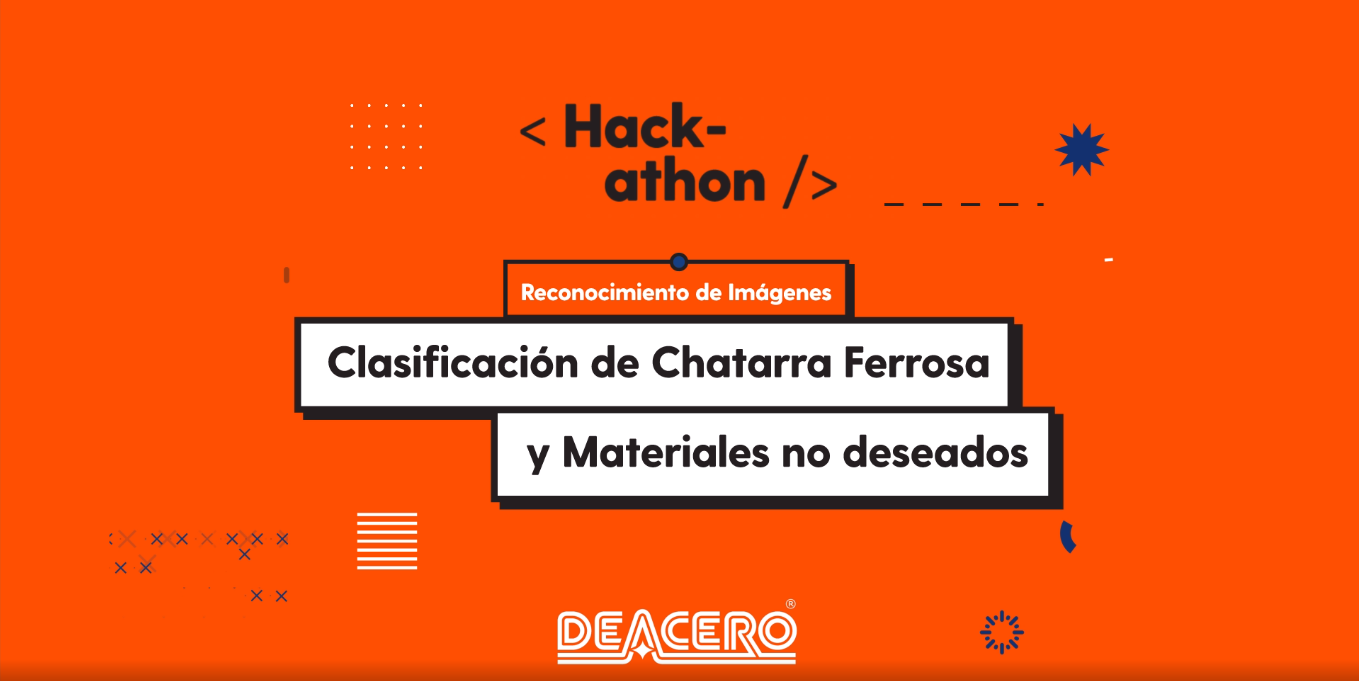 < Hack-
athon />
Reconocimiento de Imágenes
Clasificación de Chatarra Ferrosa
y Materiales no deseados
DEACERO®